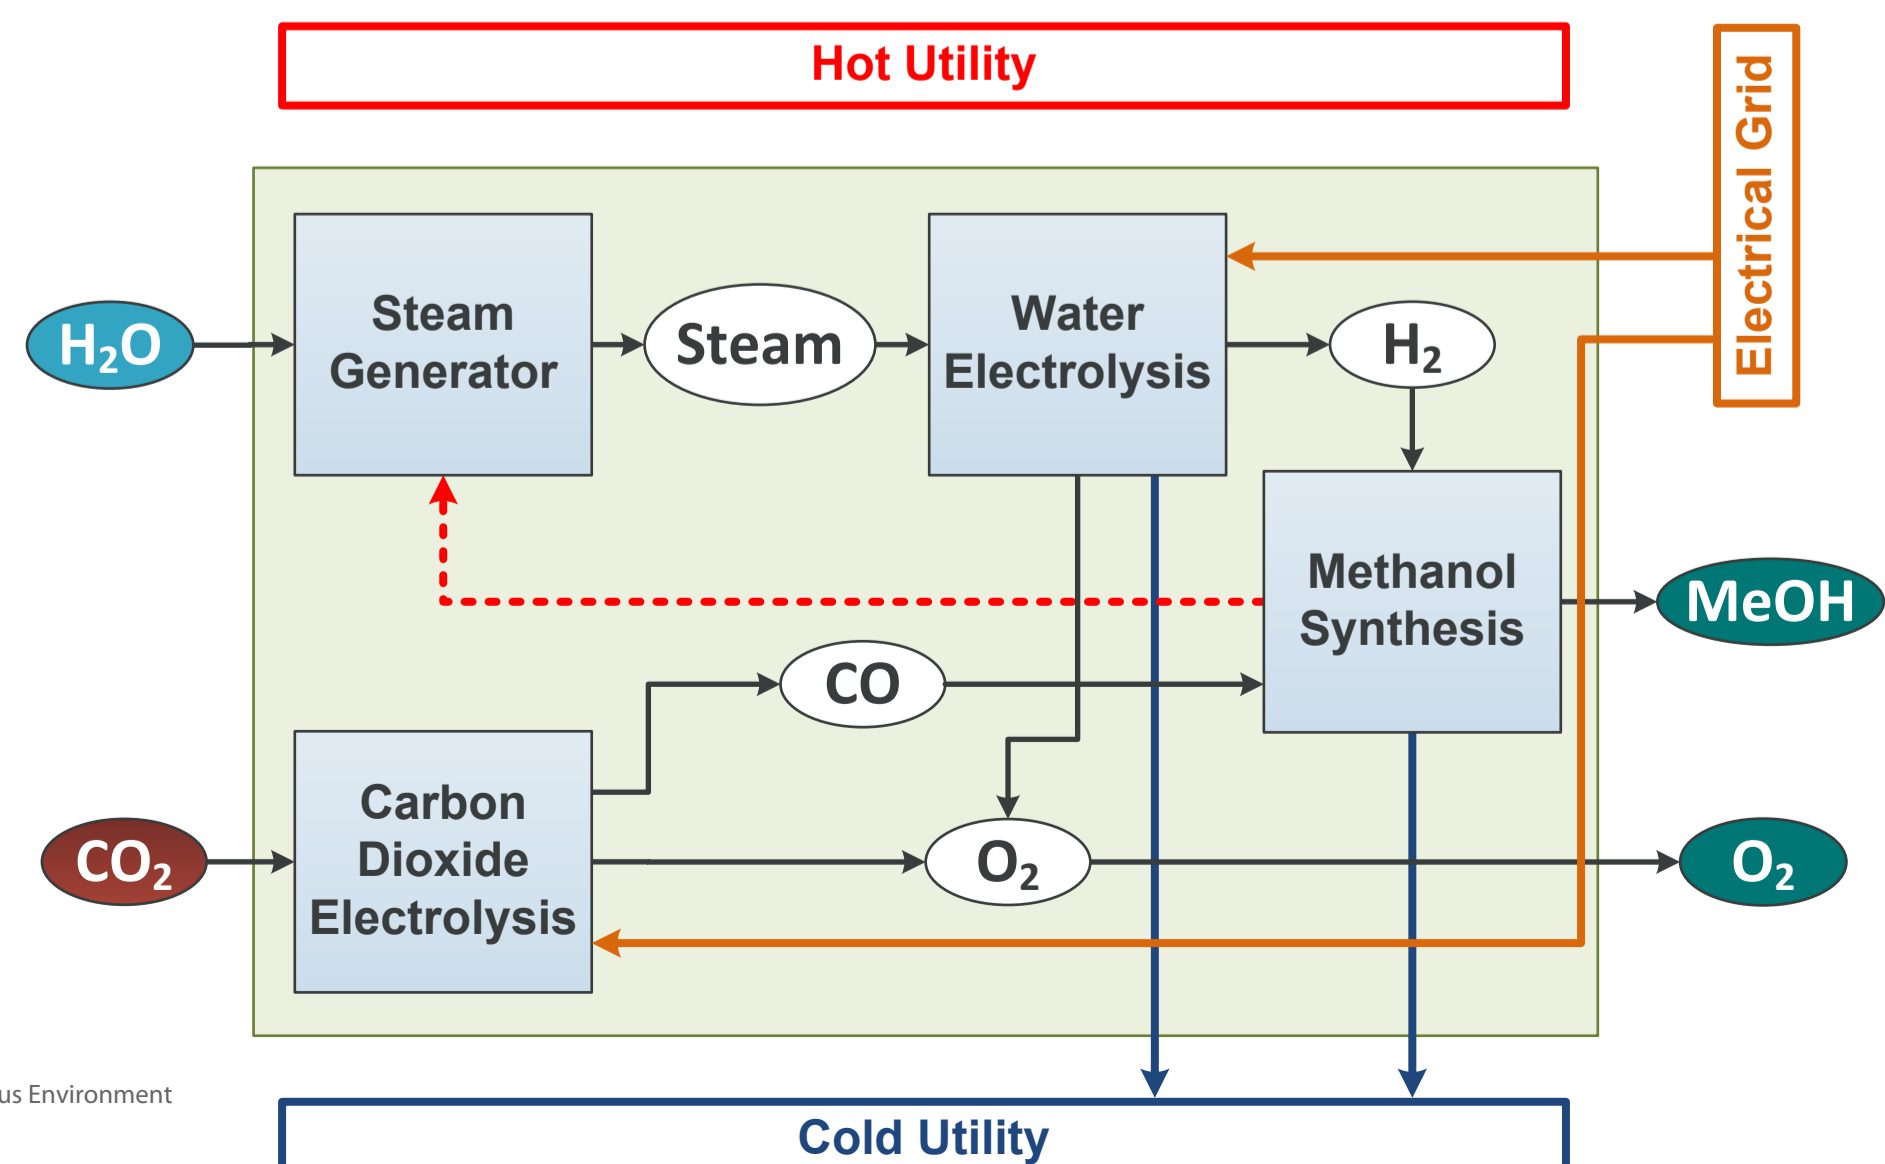 Hot Utility
Electrical Grid
H₂O
Steam
Generator
Steam
Water
Electrolysis
H₂
Methanol
Synthesis
MeOH
CO
CO₂
Carbon
Dioxide
Electrolysis
O₂
O₂
us Environment
Cold Utility